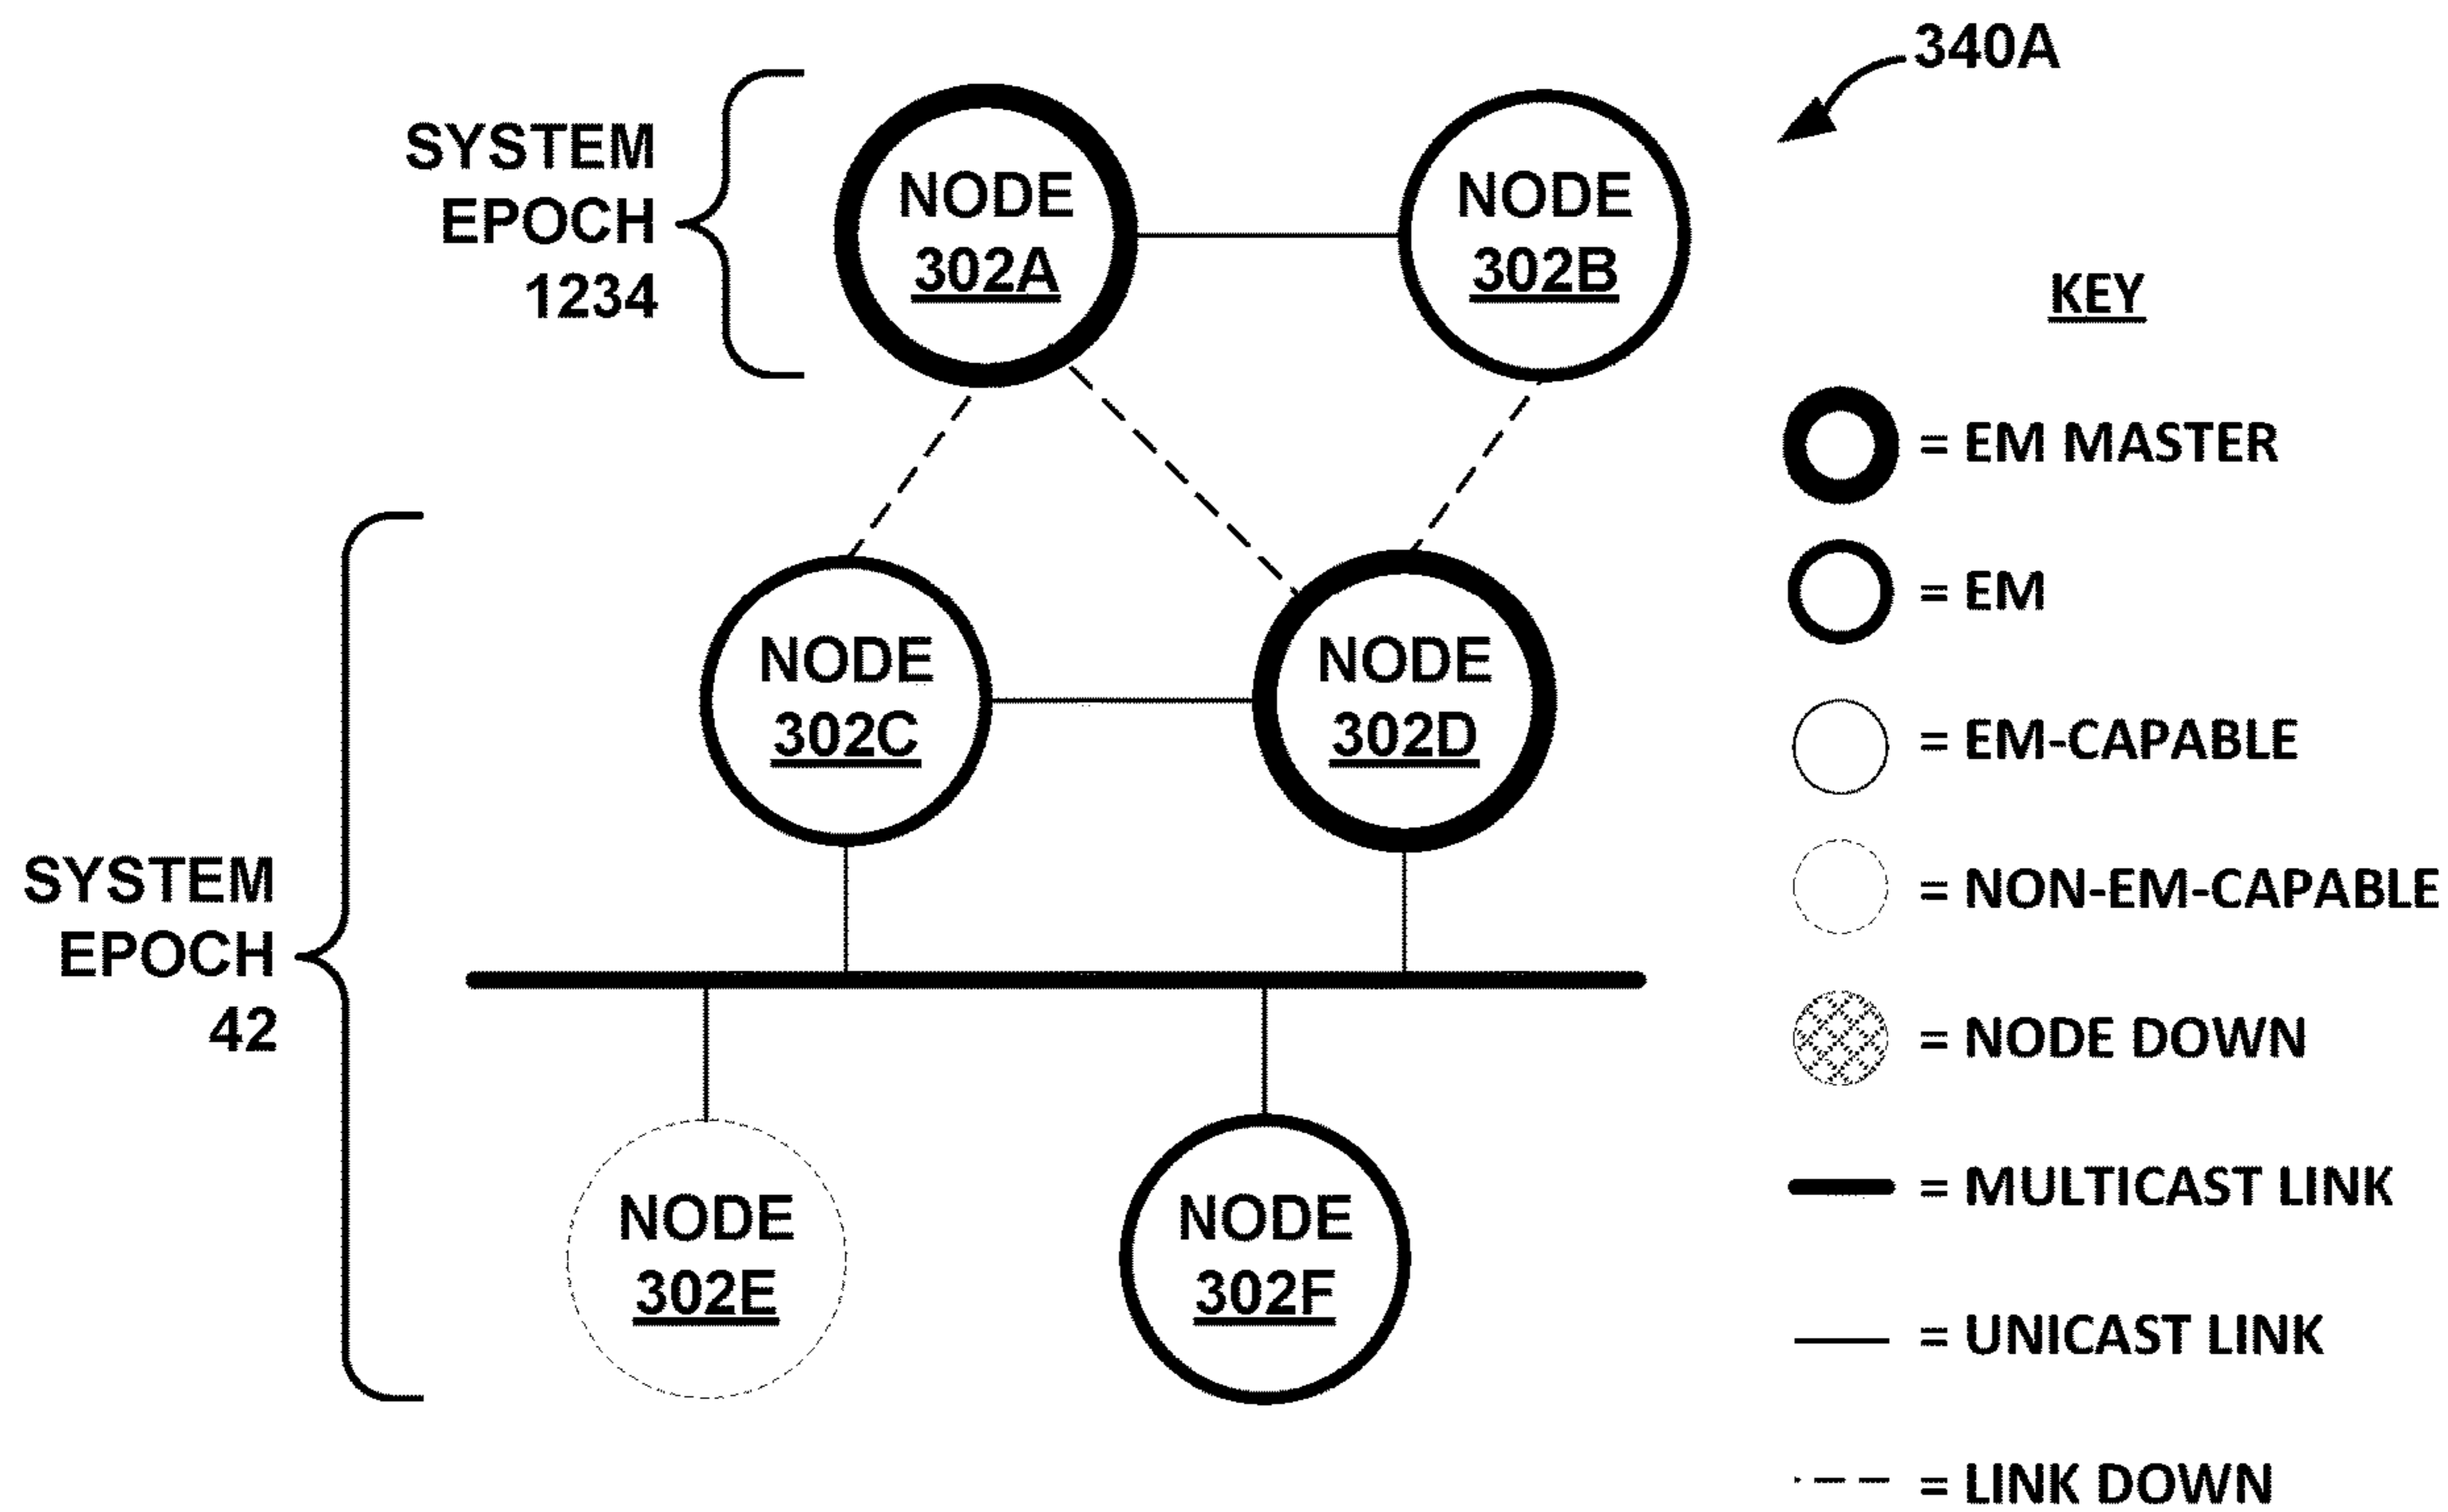 340A
SYSTEM
EPOCH
1234
NODE
302A
NODE
302B
KEY
= EM MASTER
= EM
= EM-CAPABLE
= NON-EM-CAPABLE
= NODE DOWN
= MULTICAST LINK
= UNICAST LINK
= LINK DOWN
SYSTEM
EPOCH
42
NODE
302C
NODE
302D
NODE
302E
NODE
302F